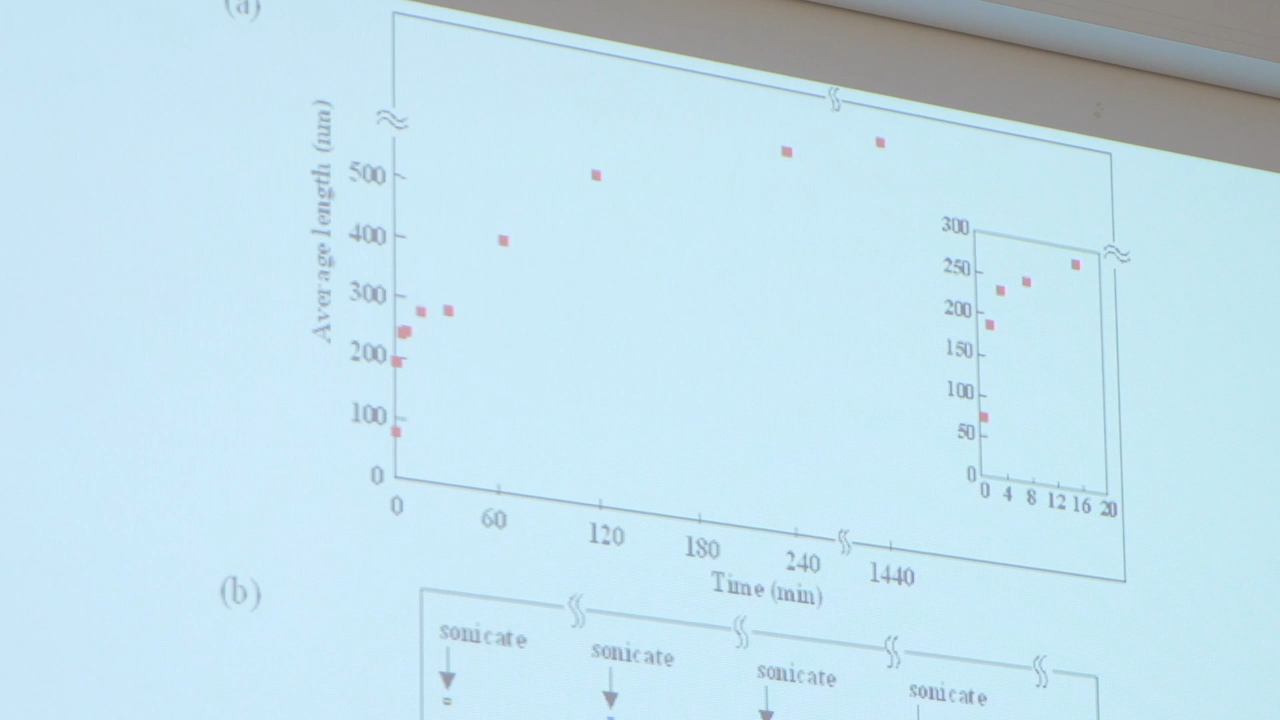 (a)
Average length (nm)
500
400
300
200
100
0
0 60 120 180 240 1440
Time (min)
300
250
200
150
100
50
0
0 4 8 12 16 20
(b)
sonicate
sonicate
sonicate
sonicate